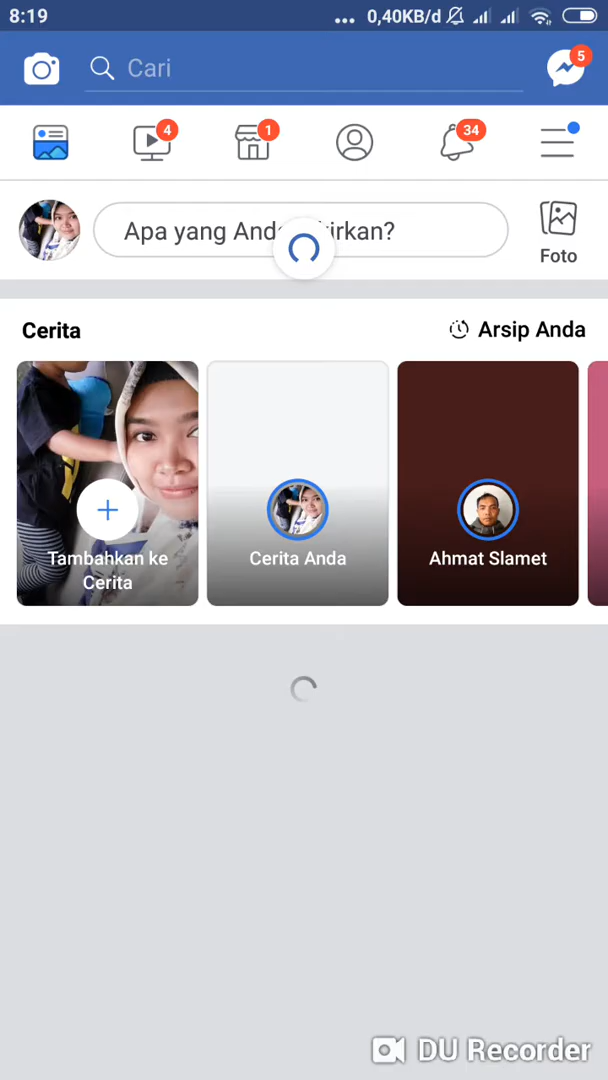 8:19
... 0,40KB/d
Cari
5
4
1
34
Apa yang Anda kirkan?
Foto
Cerita
Arsip Anda
Tambahkan ke
Cerita
Cerita Anda
Ahmat Slamet
DU Recorder